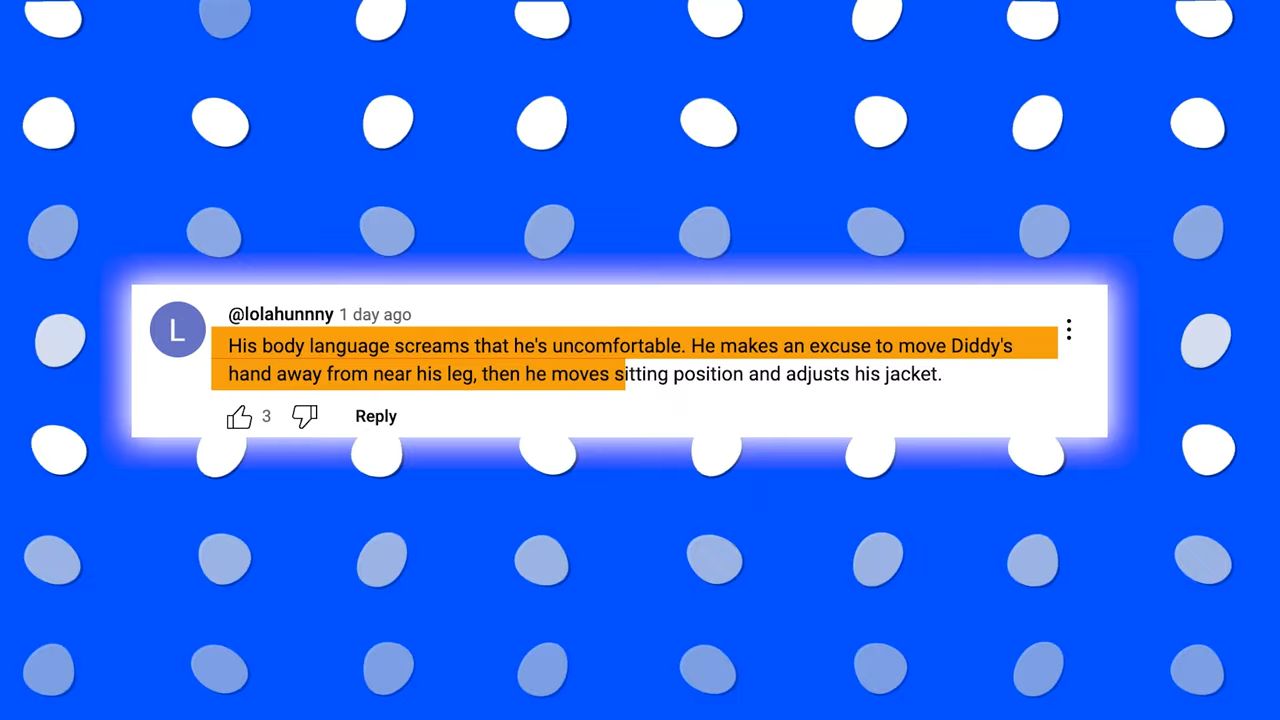 L
@lolahunnny 1 day ago
His body language screams that he's uncomfortable. He makes an excuse to move Diddy's
hand away from near his leg, then he moves sitting position and adjusts his jacket.
3 Reply